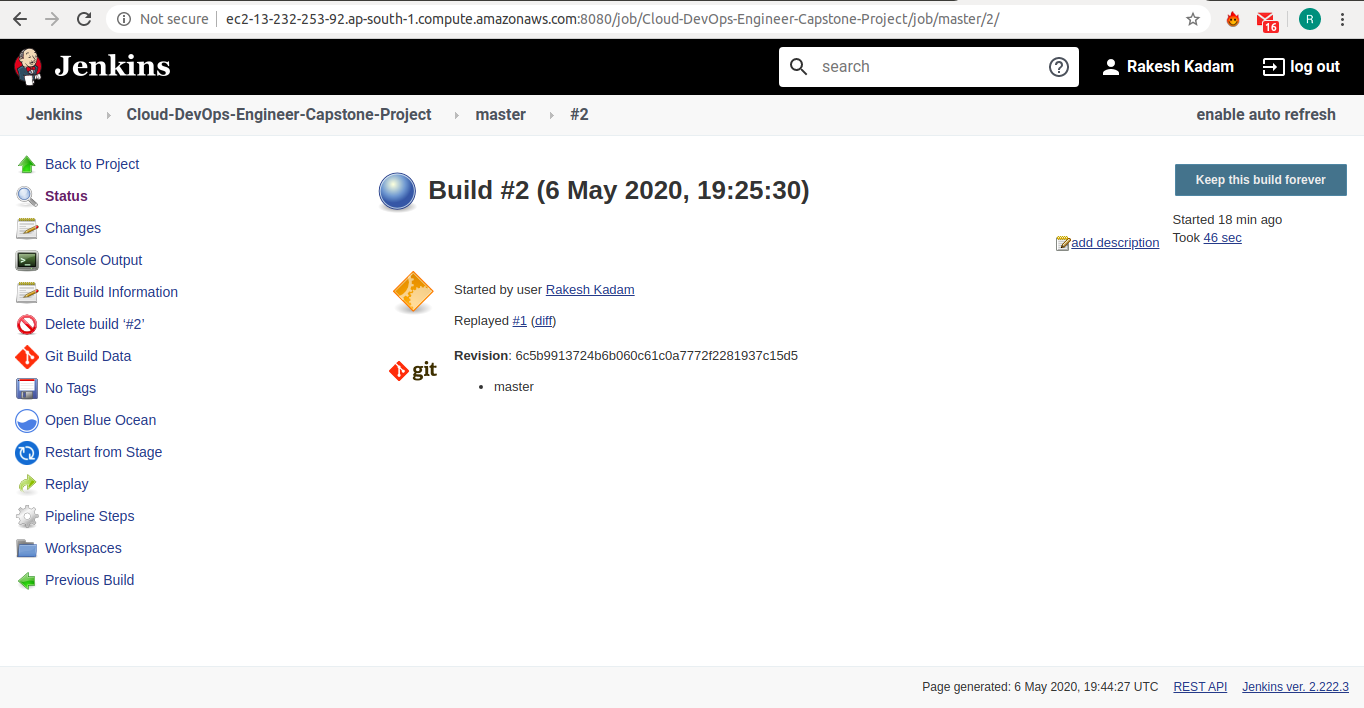 Not secure | ec2-13-232-253-92.ap-south-1.compute.amazonaws.com:8080/job/Cloud-DevOps-Engineer-Capstone-Project/job/master/2/
16
R
Jenkins
search
Rakesh Kadam
log out
Jenkins
Cloud-DevOps-Engineer-Capstone-Project
master
#2
enable auto refresh
Back to Project
Status
Changes
Console Output
Edit Build Information
Delete build ‘#2’
Git Build Data
No Tags
Open Blue Ocean
Restart from Stage
Replay
Pipeline Steps
Workspaces
Previous Build
Build #2 (6 May 2020, 19:25:30)
Keep this build forever
Started 18 min ago
Took 46 sec
add description
Started by user Rakesh Kadam
Replayed #1 (diff)
git
Revision: 6c5b9913724b6b060c61c0a7772f2281937c15d5
• master
Page generated: 6 May 2020, 19:44:27 UTC
REST API
Jenkins ver. 2.222.3